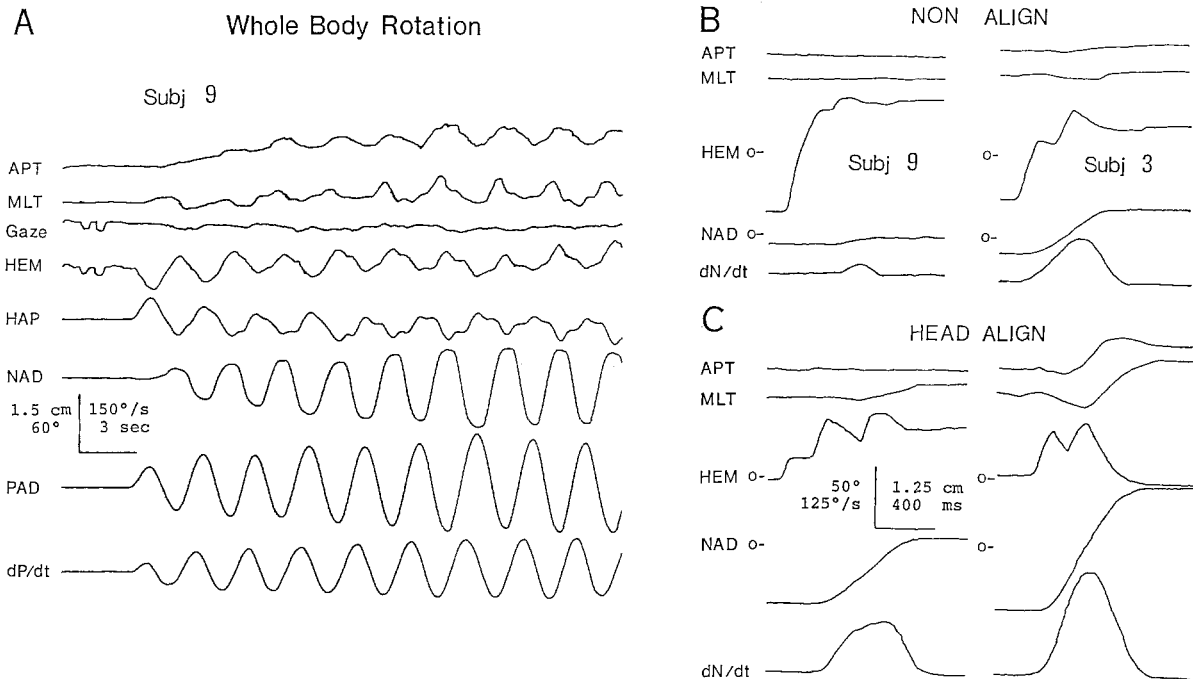 A
Whole Body Rotation
Subj 9
APT
MLT
Gaze
HEM
HAP
NAD
1.5 cm 150°/s
60° 3 sec
PAD
dP/dt
B
NON ALIGN
APT
MLT
HEM o-
o-
Subj 9
Subj 3
NAD o-
o-
dN/dt
C
HEAD ALIGN
APT
MLT
HEM o-
o-
50° 1.25 cm
125°/s 400 ms
NAD o-
o-
dN/dt